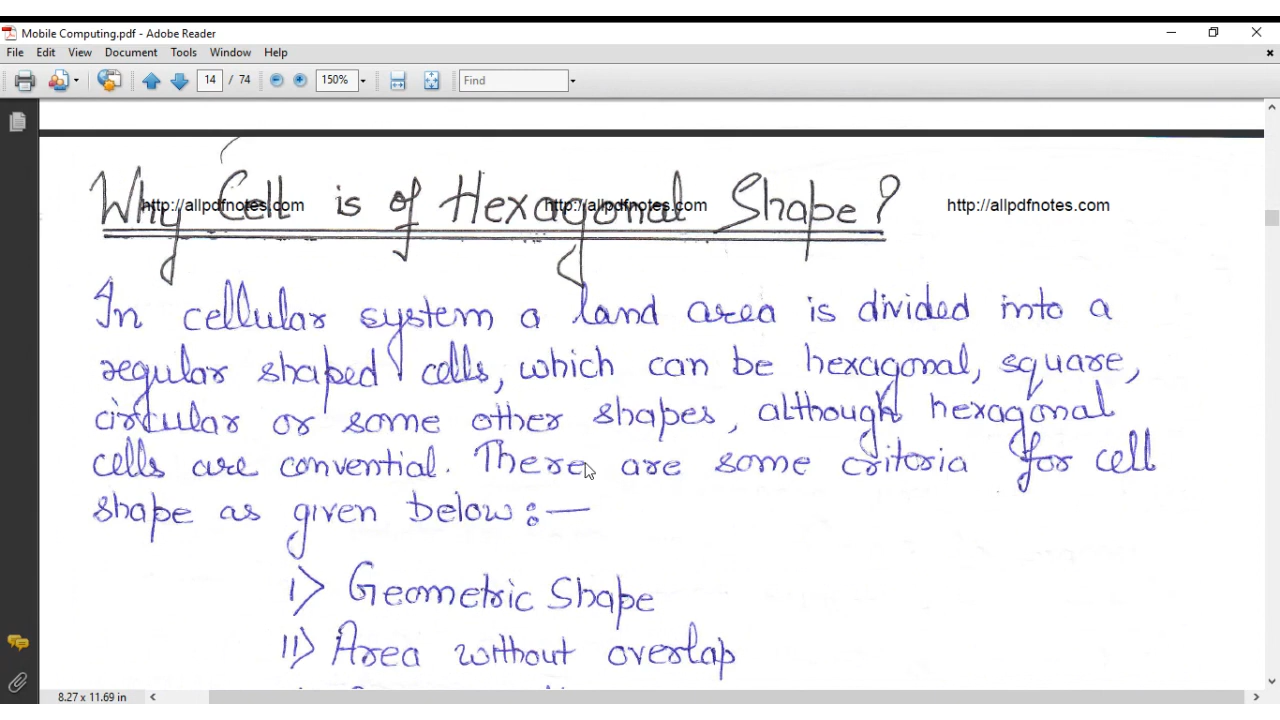 Mobile Computing.pdf - Adobe Reader
File Edit View Document Tools Window Help
14 / 74 150% Find
Why Cell is of Hexagonal Shape?
http://allpdfnotes.com http://allpdfnotes.com http://allpdfnotes.com
In cellular system a land area is divided into a
regular shaped cells, which can be hexagonal, square,
circular or some other shapes, although hexagonal
cells are convential. There are some criteria for cell
shape as given below:—
I> Geometric Shape
II> Area without overlap
8.27 x 11.69 in